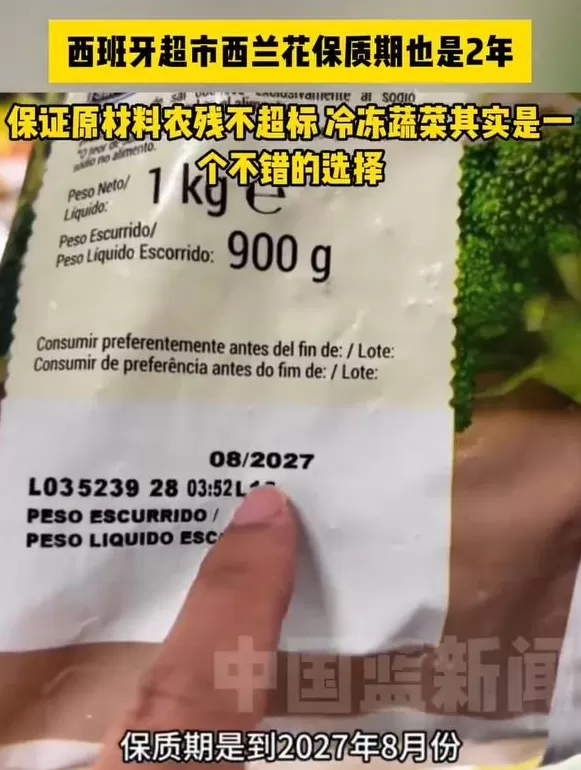 西班牙超市西兰花保质期也是2年
保证原材料农残不超标 冷冻蔬菜其实是一
个不错的选择
sódio no alimento.
Peso Neto/
Líquido:
1 kg e
Peso Escurrido/
Peso Líquido Escorrido:
900 g
Consumir preferentemente antes del fin de: / Lote:
Consumir de preferência antes do fim de: / Lote:
08/2027
L035239 28 03:52
PESO ESCURRIDO /
PESO LIQUIDO ESC
中国蓝新闻
保质期是到2027年8月份